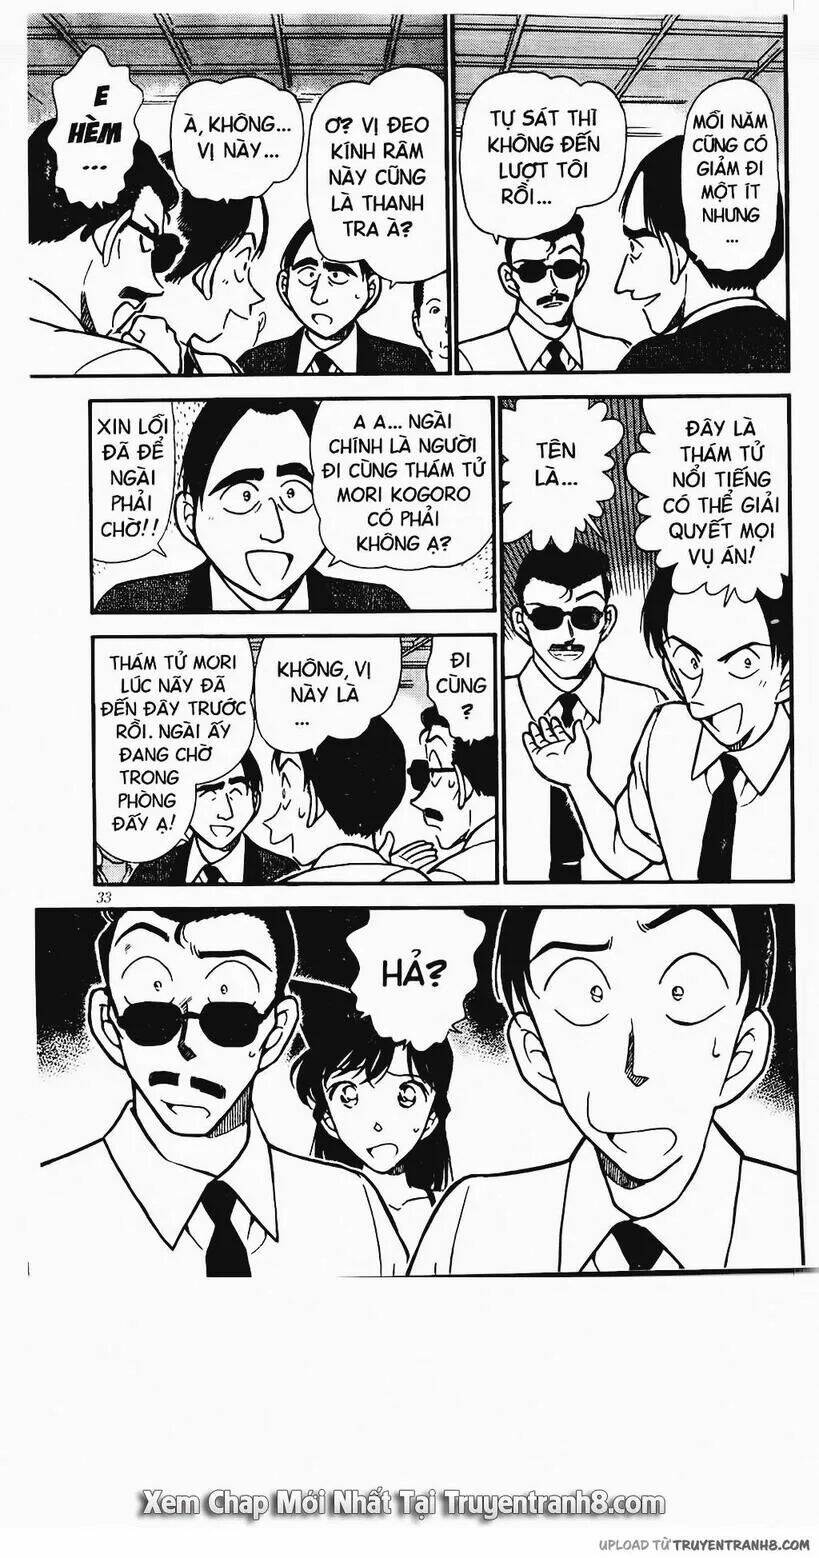 MỖI NĂM
CŨNG CÓ
GIẢM ĐI
MỘT ÍT
NHƯNG
...
TỰ SÁT THÌ
KHÔNG ĐẾN
LƯỢT TÔI
RỒI...
Ơ? VỊ ĐEO
KÍNH RÂM
NÀY CŨNG
LÀ THANH
TRA À?
À, KHÔNG...
VỊ NÀY...
E
HÈM
...
ĐÂY LÀ
THÁM TỬ
NỔI TIẾNG
CÓ THỂ GIẢI
QUYẾT MỌI
VỤ ÁN!
TÊN
LÀ...
A A... NGÀI
CHÍNH LÀ NGƯỜI
ĐI CÙNG THÁM TỬ
MORI KOGORO
CÓ PHẢI
KHÔNG Ạ?
XIN LỖI
ĐÃ ĐỂ
NGÀI
PHẢI
CHỜ!!
ĐI
CÙNG
?
KHÔNG, VỊ
NÀY LÀ
...
THÁM TỬ MORI
LÚC NÃY ĐÃ
ĐẾN ĐÂY TRƯỚC
RỒI. NGÀI ẤY
ĐANG CHỜ
TRONG
PHÒNG
ĐẤY Ạ!
33
HẢ?
Xem Chap Mới Nhất Tại Truyentranh8.com
UPLOAD TỪ TRUYENTRANH8.COM